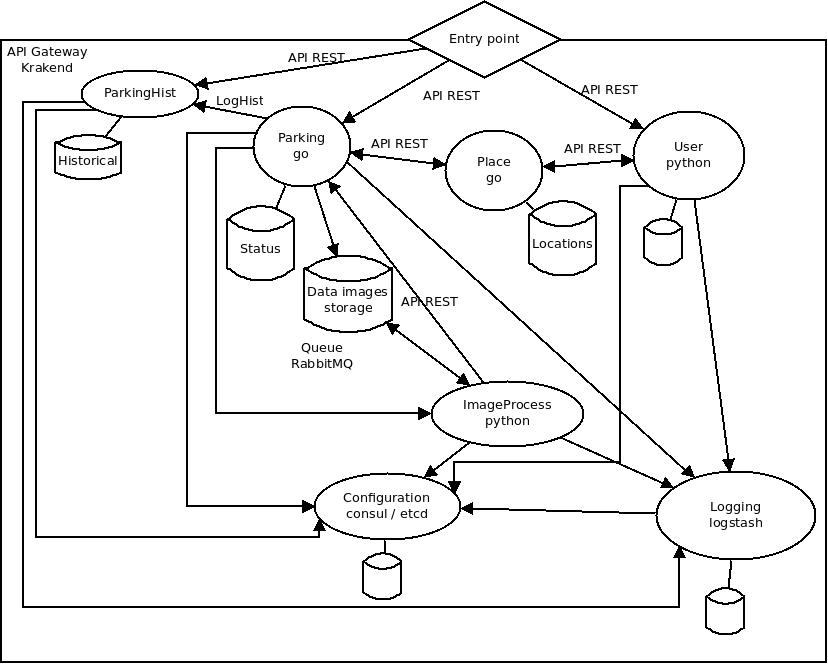 Entry point
API Gateway
Krakend
API REST
ParkingHist
LogHist
API REST
API REST
Historical
Parking
go
API REST
Place
go
API REST
User
python
Status
Locations
Data images
storage
API REST
Queue
RabbitMQ
ImageProcess
python
Configuration
consul / etcd
Logging
logstash